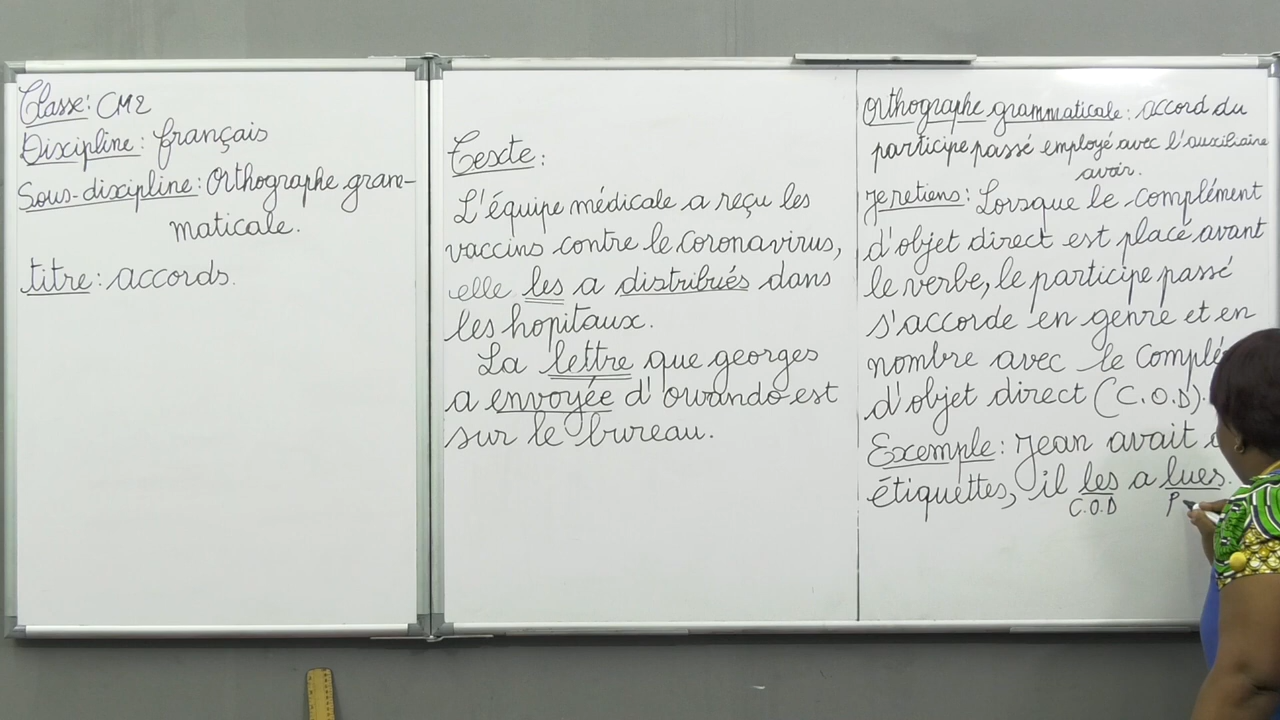 Classe: CM2
Discipline: français
Sous-discipline: Orthographe gram-
maticale.
titre: accords.
Texte:
L'équipe médicale a reçu les
vaccins contre le coronavirus,
elle les a distribués dans
les hopitaux.
La lettre que georges
a envoyée d'Owando est
sur le bureau.
Orthographe grammaticale: accord du
participe passé employé avec l'auxiliaire
avoir.
Je retiens: Lorsque le complément
d'objet direct est placé avant
le verbe, le participe passé
s'accorde en genre et en
nombre avec le Complé
d'objet direct (C.O.D).
Exemple: Jean avait
étiquettes, il les a lues.
C.O.D P